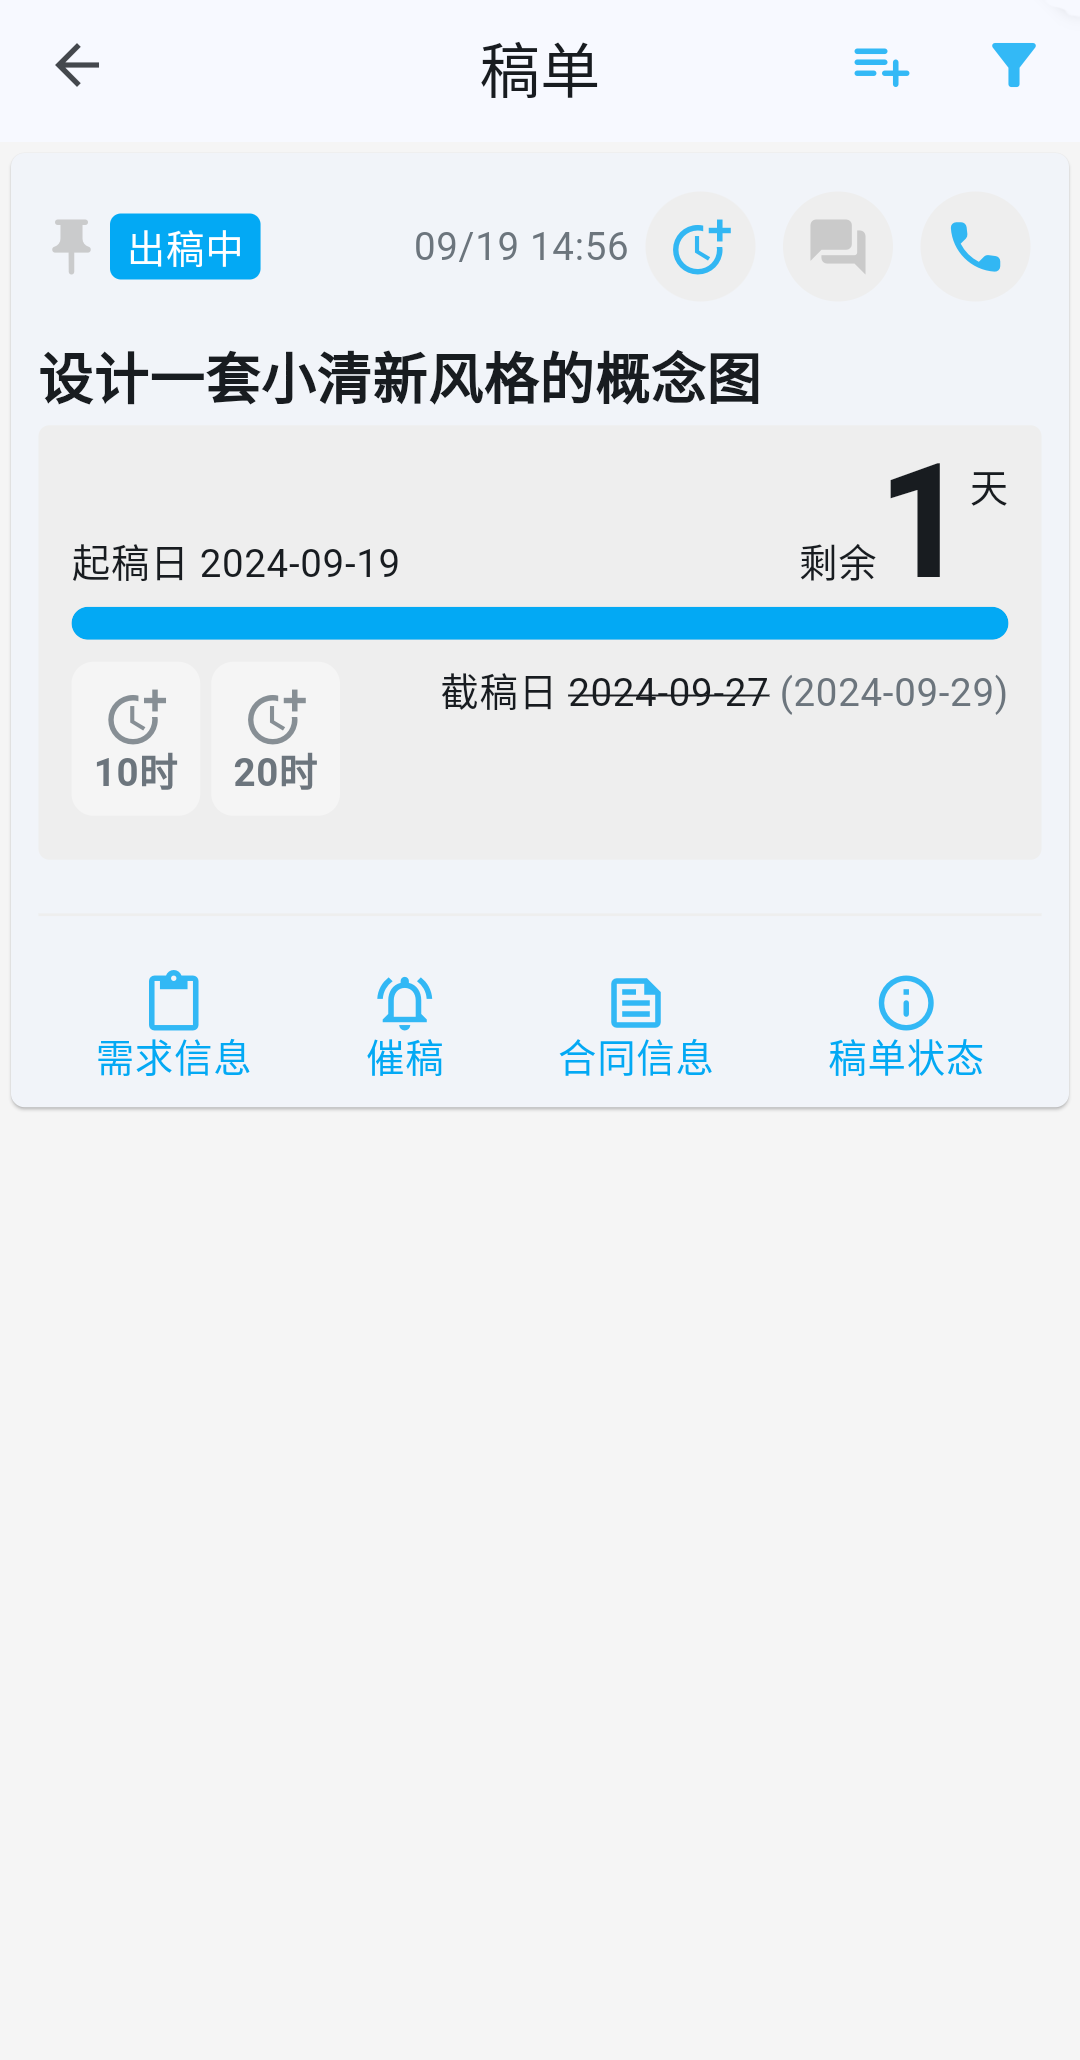 稿单
出稿中 09/19 14:56
设计一套小清新风格的概念图
起稿日 2024-09-19 剩余 1 天
截稿日 2024-09-27 (2024-09-29)
10时 20时
需求信息 催稿 合同信息 稿单状态